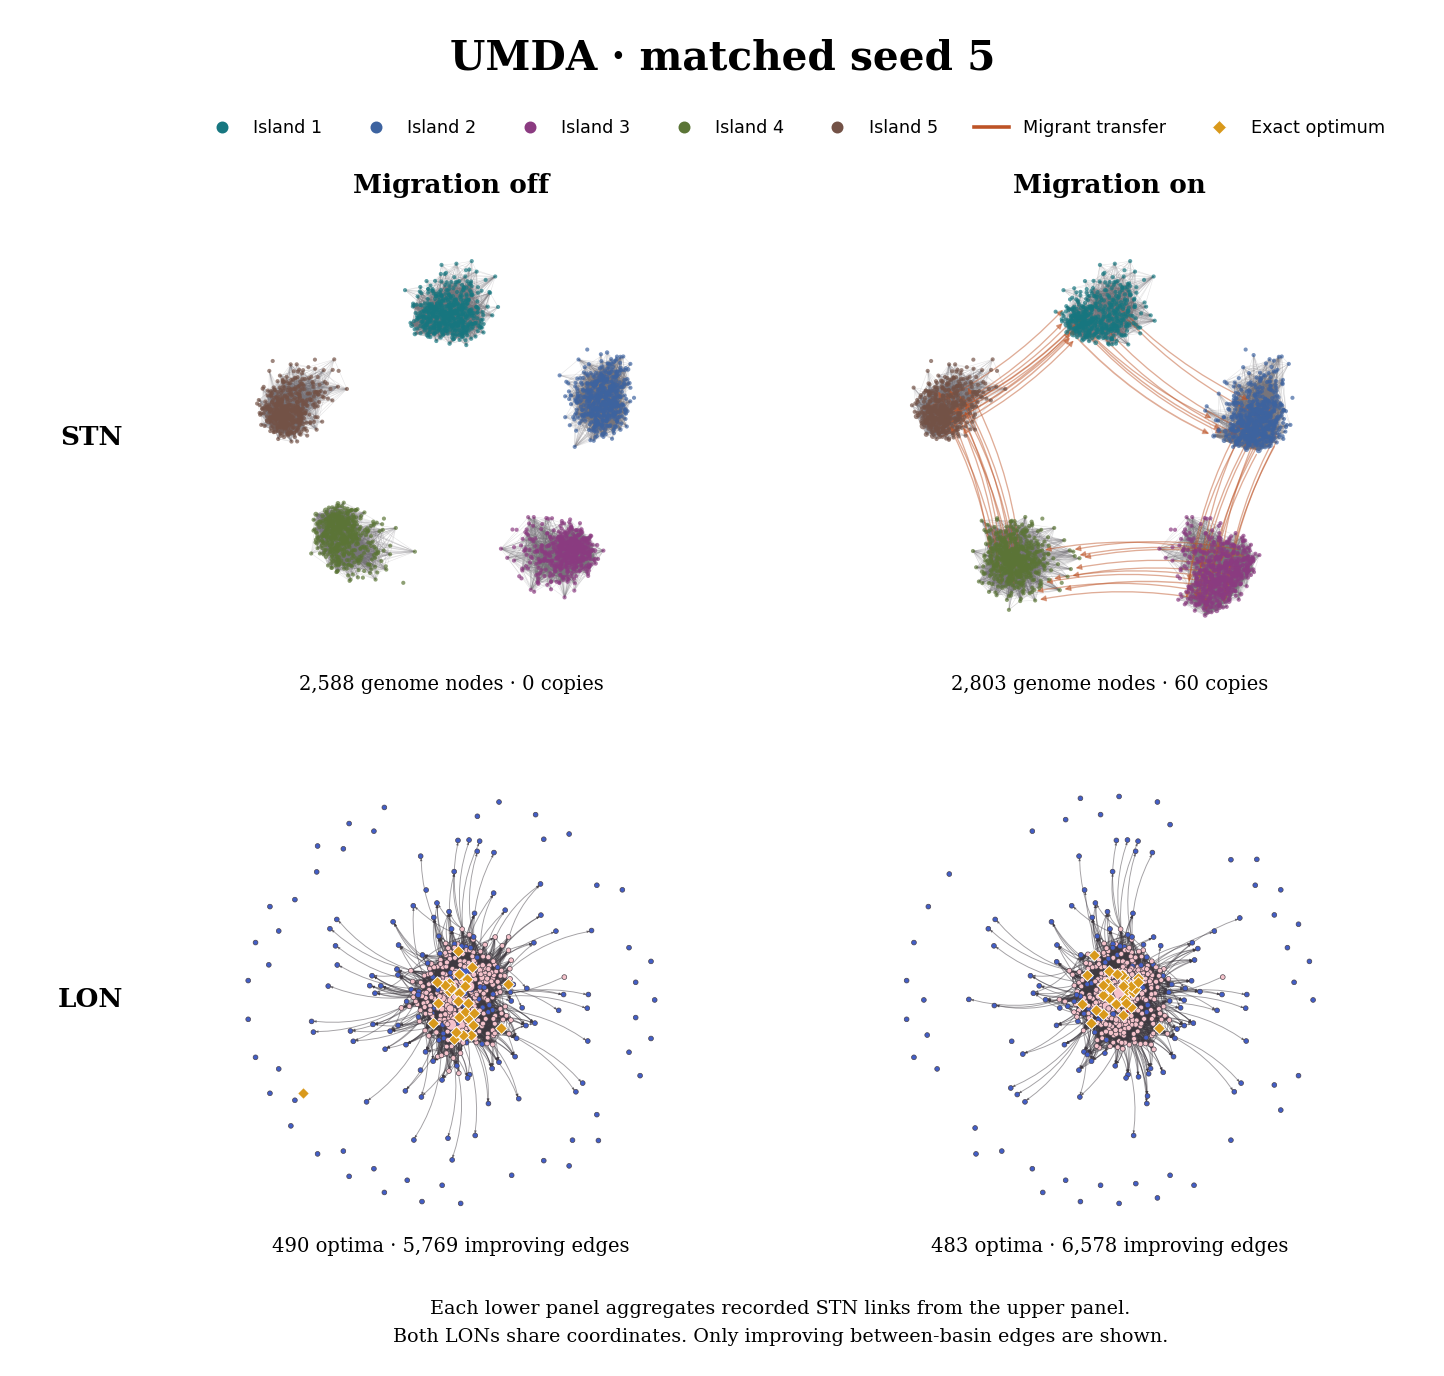 UMDA · matched seed 5
Island 1
Island 2
Island 3
Island 4
Island 5
Migrant transfer
Exact optimum
Migration off
Migration on
STN
2,588 genome nodes · 0 copies
2,803 genome nodes · 60 copies
LON
490 optima · 5,769 improving edges
483 optima · 6,578 improving edges
Each lower panel aggregates recorded STN links from the upper panel.
Both LONs share coordinates. Only improving between-basin edges are shown.